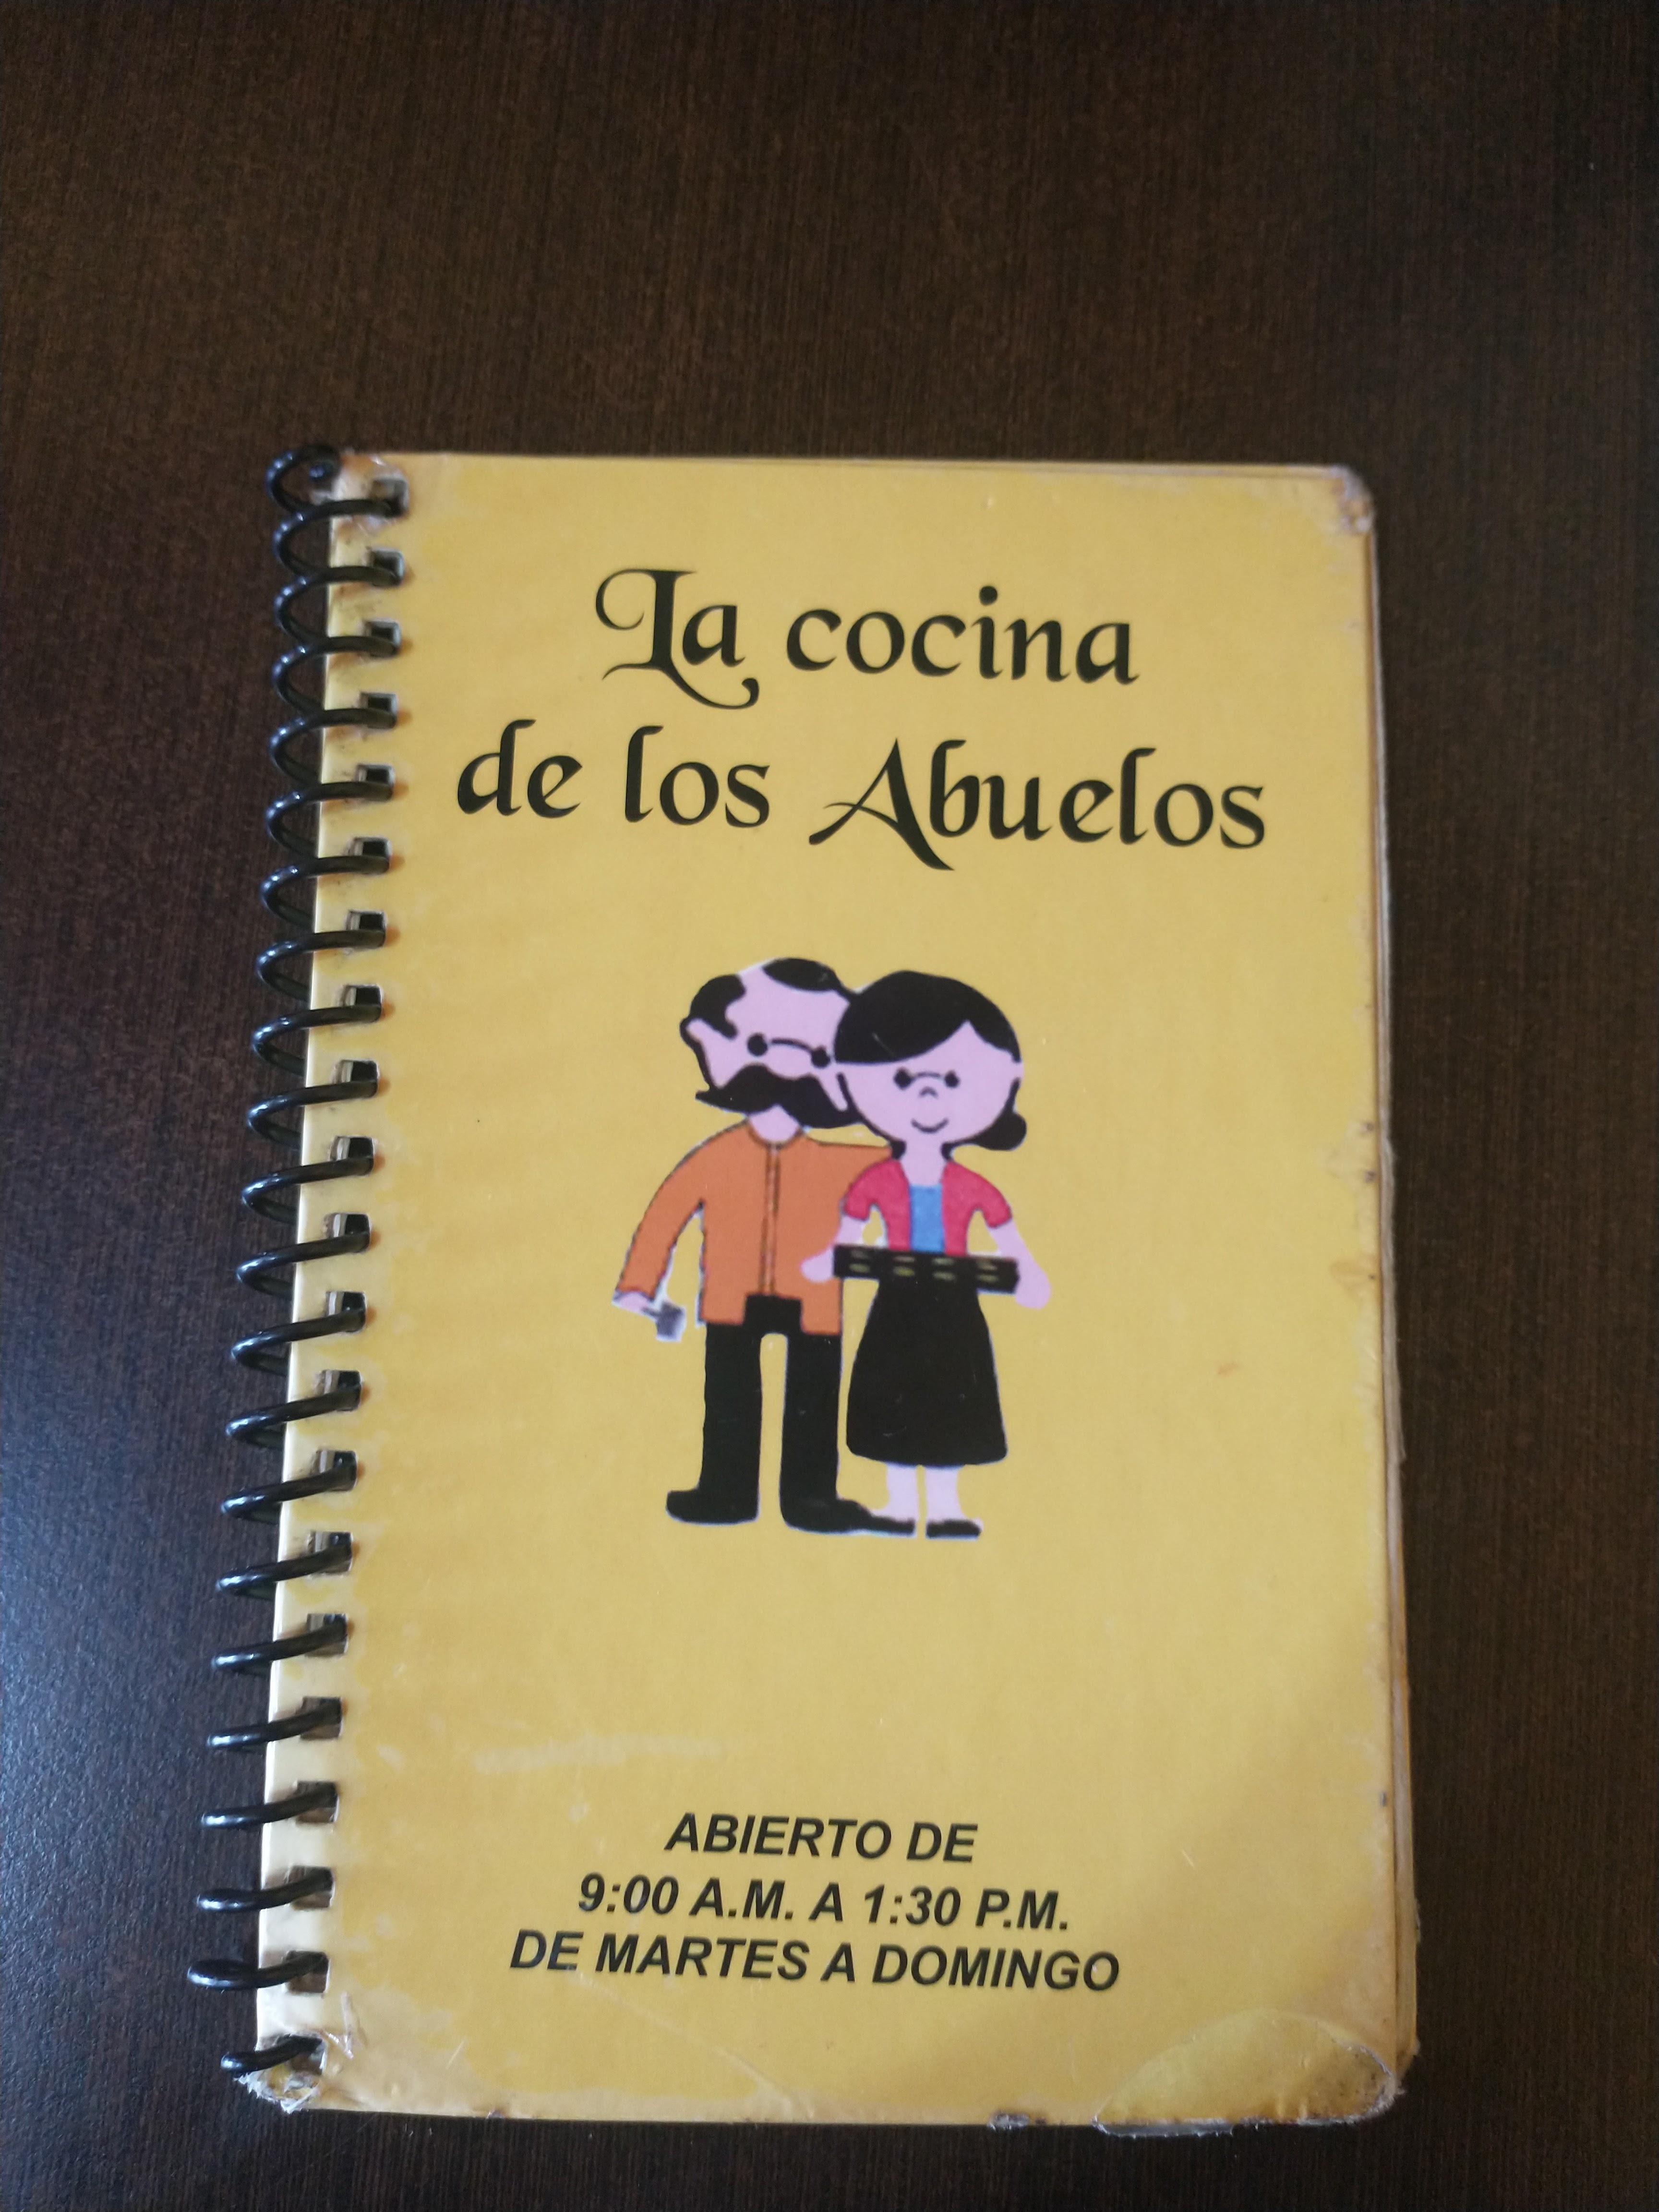 La cocina
de los Abuelos
ABIERTO DE
9:00 A.M. A 1:30 P.M.
DE MARTES A DOMINGO